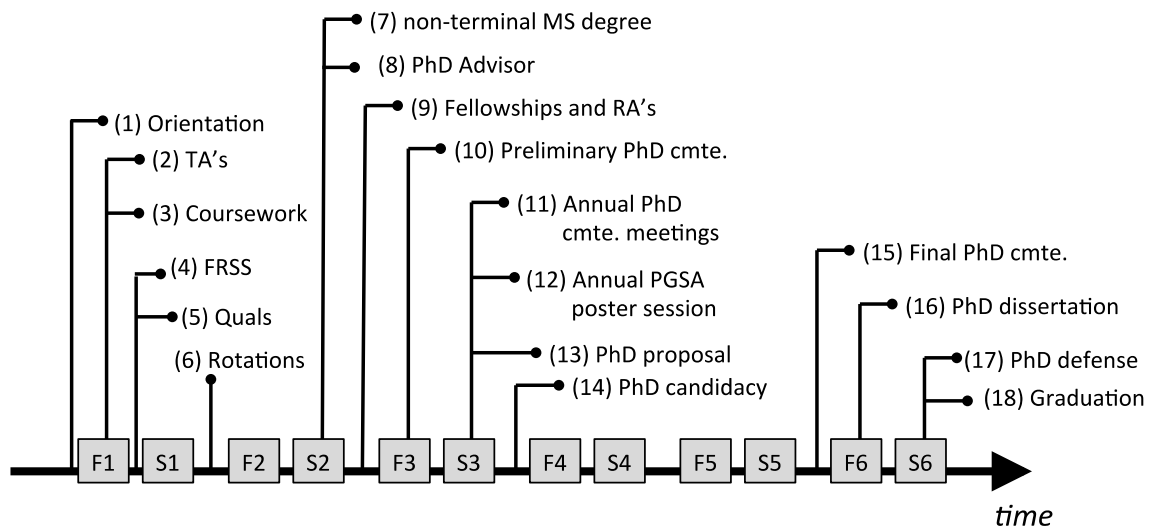 (7) non-terminal MS degree
(8) PhD Advisor
(9) Fellowships and RA's
(1) Orientation
(10) Preliminary PhD cmte.
(2) TA's
(3) Coursework
(11) Annual PhD
cmte. meetings
(4) FRSS
(12) Annual PGSA
poster session
(5) Quals
(6) Rotations
(13) PhD proposal
(14) PhD candidacy
(15) Final PhD cmte.
(16) PhD dissertation
(17) PhD defense
(18) Graduation
F1 S1 F2 S2 F3 S3 F4 S4 F5 S5 F6 S6
time